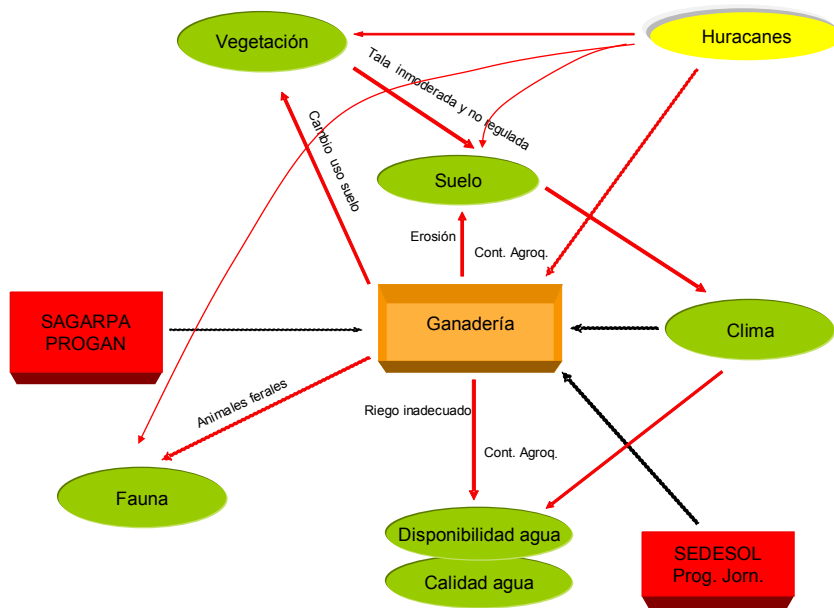 Vegetación
Huracanes
Tala inmoderada y no regulada
Cambio uso suelo
Suelo
Erosión
Cont. Agroq.
SAGARPA
PROGAN
Ganadería
Clima
Animales ferales
Riego inadecuado
Cont. Agroq.
Fauna
Disponibilidad agua
Calidad agua
SEDESOL
Prog. Jorn.